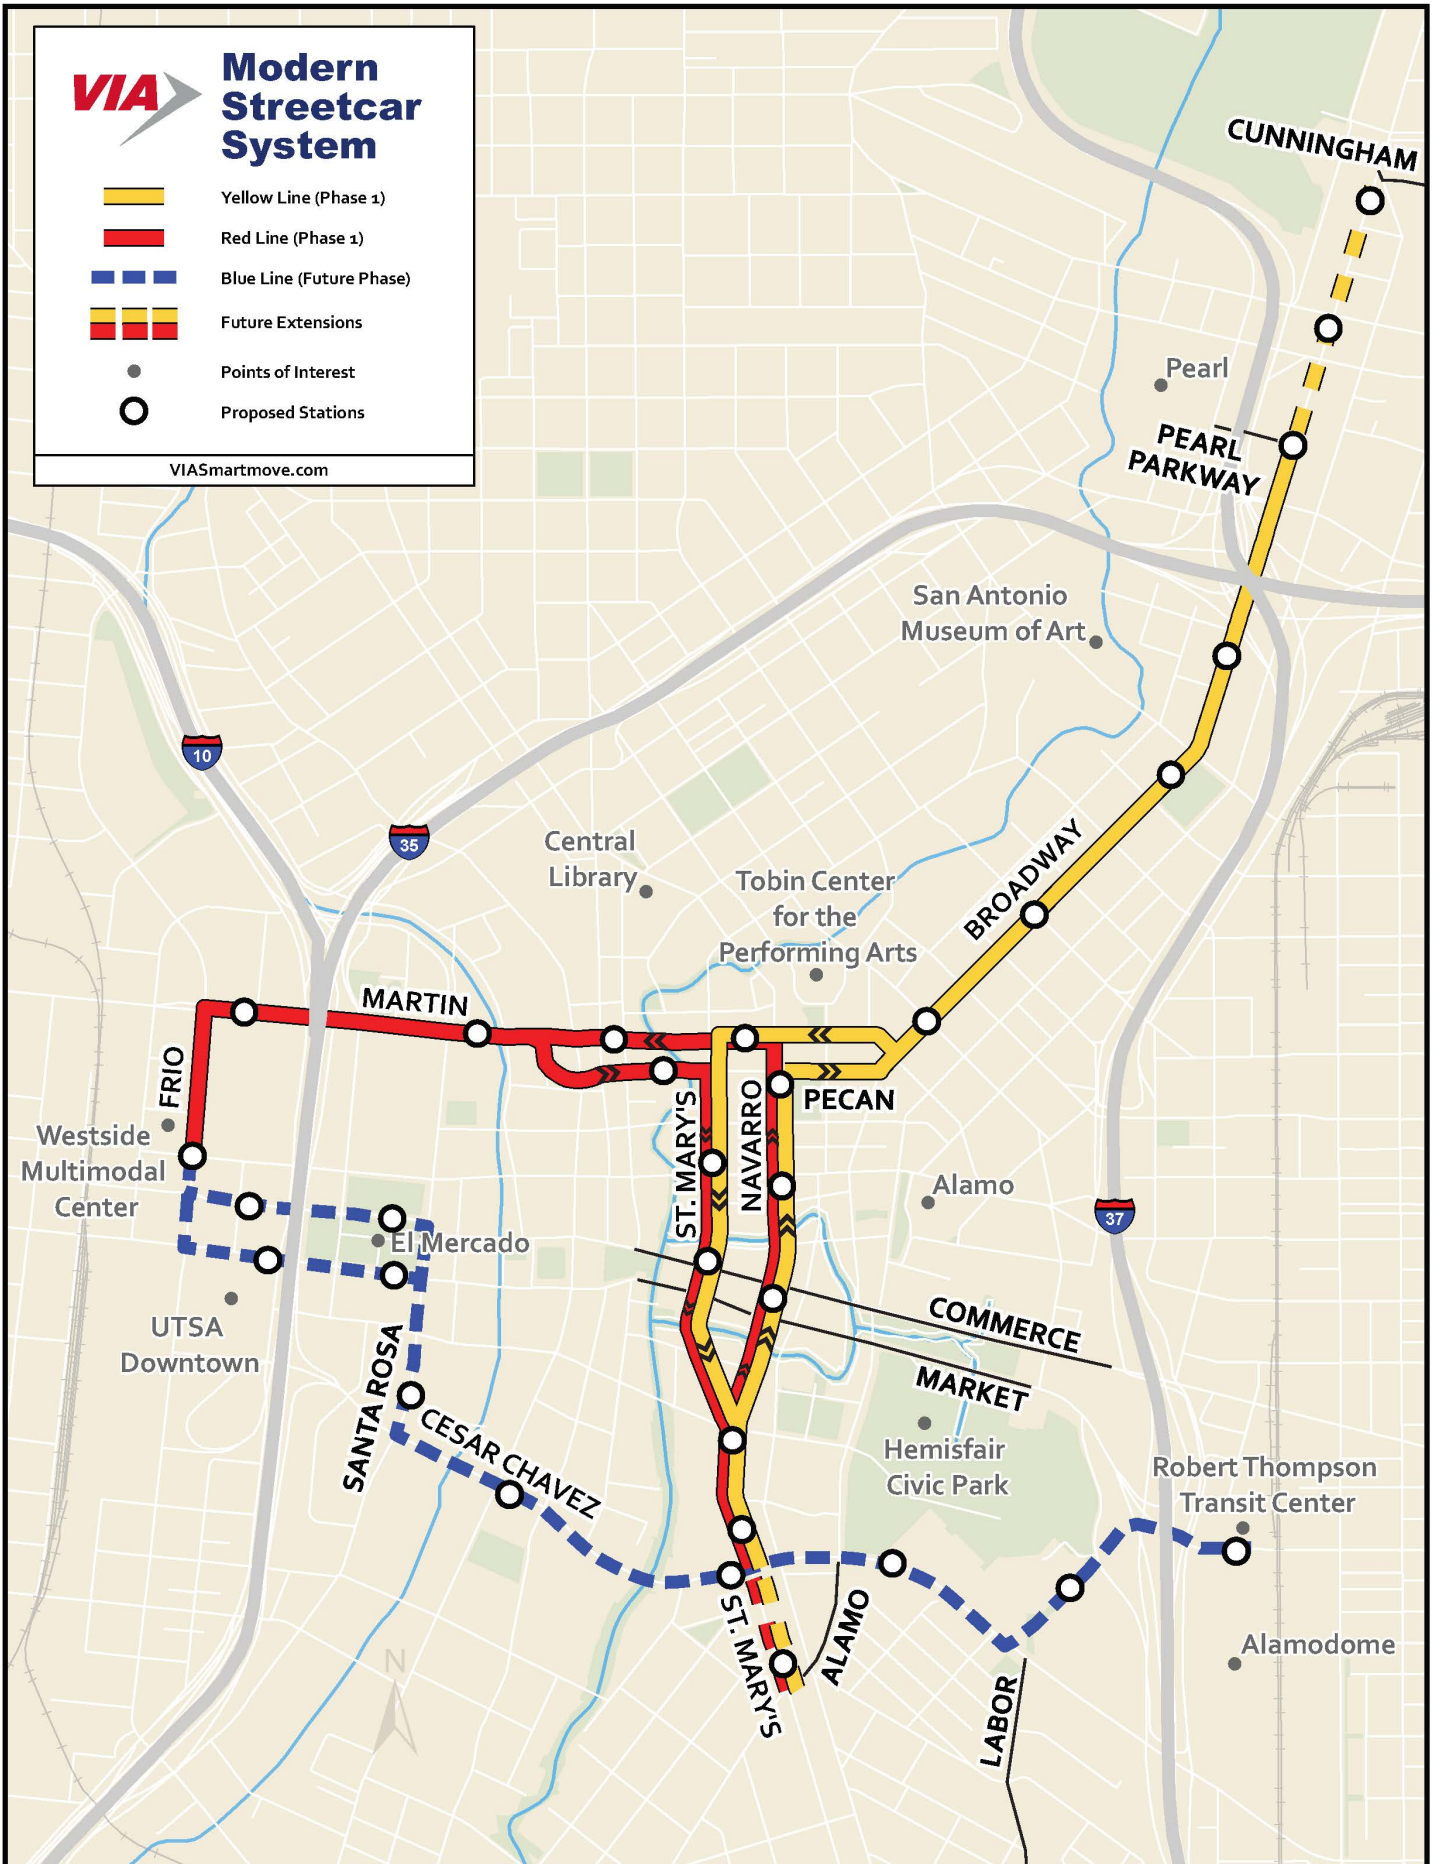 VIA
Modern
Streetcar
System
Yellow Line (Phase 1)
Red Line (Phase 1)
Blue Line (Future Phase)
Future Extensions
Points of Interest
Proposed Stations
VIASmartmove.com
CUNNINGHAM
Pearl
PEARL
PARKWAY
San Antonio
Museum of Art
10
35
Central
Library
Tobin Center
for the
Performing Arts
BROADWAY
MARTIN
FRIO
PECAN
ST. MARY'S
NAVARRO
Westside
Multimodal
Center
Alamo
37
El Mercado
UTSA
Downtown
COMMERCE
MARKET
SANTA ROSA
CESAR CHAVEZ
Hemisfair
Civic Park
Robert Thompson
Transit Center
ST. MARY'S
ALAMO
Alamodome
LABOR
N